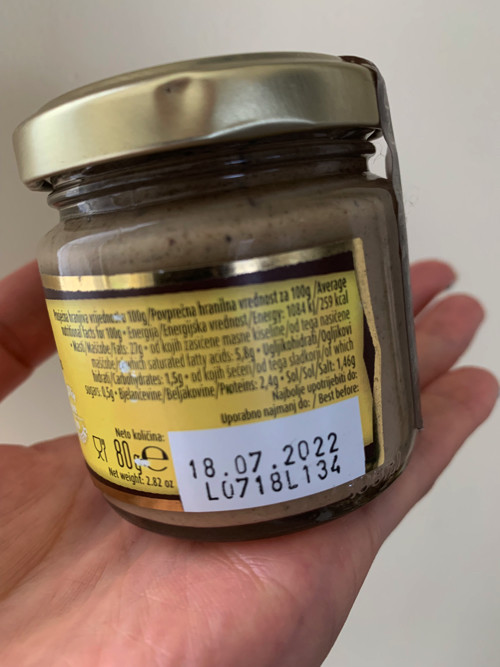 Prosječna hranjiva vrijednost na 100g/Povprečna hranilna vrednost za 100g/Average
nutritional facts for 100g • Energija/Energijska vrednost/Energy: 1084 kJ/259 kcal
• Masti/Maščobe/Fats: 27g • od kojih zasićene masne kiseline/od tega nasičene
maščobe/of which saturated fatty acids: 5,8g • Ugljikohidrati/Ogljikovi
hidrati/Carbohydrates: 1,5g • od kojih šećeri/od tega sladkorji/of which
sugars: 0,5g • Bjelančevine/Beljakovine/Proteins: 2,4g • Sol/Sol/Salt: 1,46g
Najbolje upotrijebiti do:
Uporabno najmanj do: / Best before:
Neto količina:
80g e
Net weight: 2.82 oz
18.07.2022
L0718L134